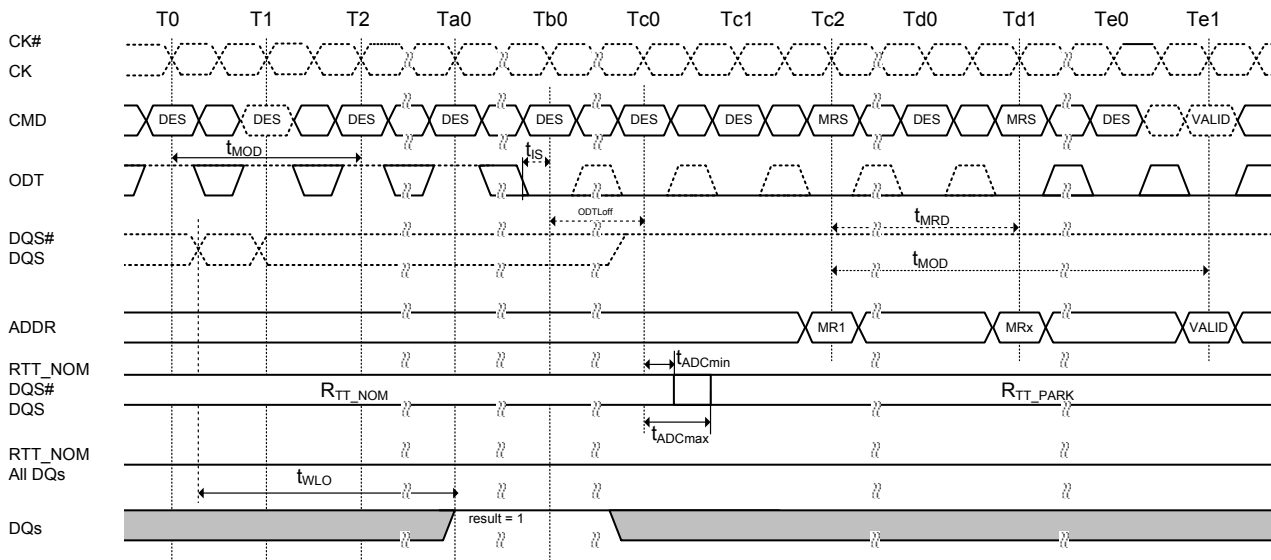 T0 T1 T2 Ta0 Tb0 Tc0 Tc1 Tc2 Td0 Td1 Te0 Te1
CK#
CK
CMD DES DES DES DES DES DES DES MRS DES MRS DES VALID
tMOD tIS
ODT
ODTLoff tMRD
DQS#
DQS
tMOD
ADDR MR1 MRx VALID
tADCmin
RTT_NOM
DQS# RTT_NOM RTT_PARK
DQS
tADCmax
RTT_NOM
All DQs
tWLO
result = 1
DQs